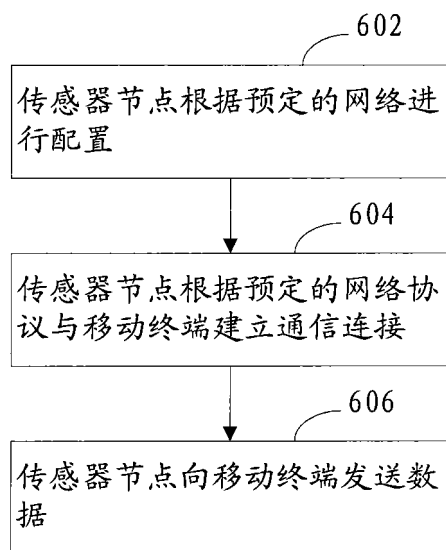 602
传感器节点根据预定的网络进
行配置
604
传感器节点根据预定的网络协
议与移动终端建立通信连接
606
传感器节点向移动终端发送数
据